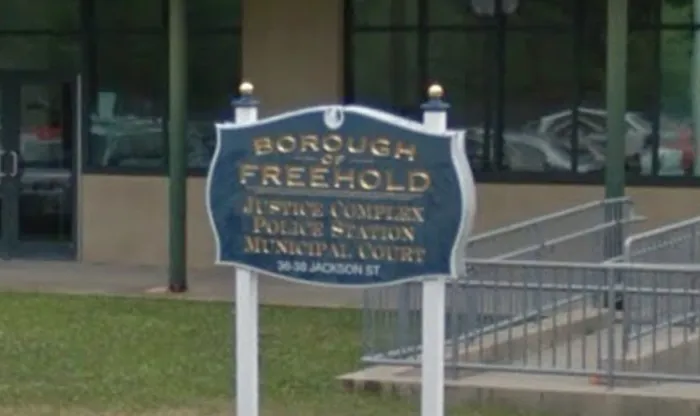 BOROUGH
OF
FREEHOLD
JUSTICE COMPLEX
POLICE STATION
MUNICIPAL COURT
36-38 JACKSON ST